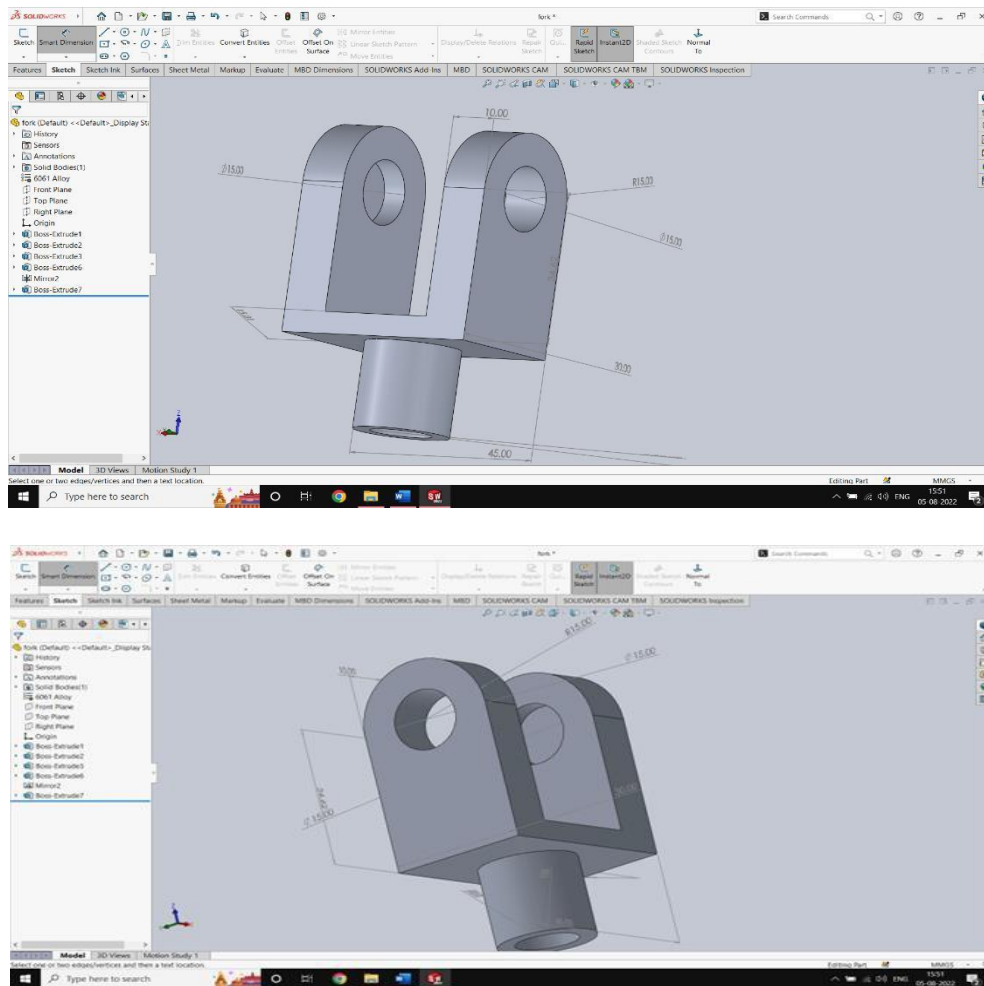 SOLIDWORKS
fork *
Search Commands
Sketch Smart Dimension Trim Entities Convert Entities Offset Entities Offset On Surface Mirror Entities Linear Sketch Pattern Move Entities Display/Delete Relations Repair Sketch Quic... Rapid Sketch Instant2D Shaded Sketch Contours Normal To
Features Sketch Sketch Ink Surfaces Sheet Metal Markup Evaluate MBD Dimensions SOLIDWORKS Add-Ins MBD SOLIDWORKS CAM SOLIDWORKS CAM TBM SOLIDWORKS Inspection
fork (Default) <<Default>_Display St
History
Sensors
Annotations
Solid Bodies(1)
6061 Alloy
Front Plane
Top Plane
Right Plane
Origin
Boss-Extrude1
Boss-Extrude2
Boss-Extrude3
Boss-Extrude6
Mirror2
Boss-Extrude7
10.00
∅15.00
R15.00
∅15.00
30.00
45.00
Model 3D Views Motion Study 1
Select one or two edges/vertices and then a text location.
Editing Part MMGS
Type here to search
ENG
15:51
05-08-2022
SOLIDWORKS
fork *
Search Commands
Sketch Smart Dimension Trim Entities Convert Entities Offset Entities Offset On Surface Mirror Entities Linear Sketch Pattern Move Entities Display/Delete Relations Repair Sketch Rapid Sketch Instant2D Shaded Sketch Contours Normal To
Features Sketch Sketch Ink Surfaces Sheet Metal Markup Evaluate MBD Dimensions SOLIDWORKS Add-Ins MBD SOLIDWORKS CAM SOLIDWORKS CAM TBM SOLIDWORKS Inspection
fork (Default) <<Default>_Display St
History
Sensors
Annotations
Solid Bodies(1)
6061 Alloy
Front Plane
Top Plane
Right Plane
Origin
Boss-Extrude1
Boss-Extrude2
Boss-Extrude6
Mirror2
Boss-Extrude7
R15.00
∅15.00
30.00
∅15.00
Model 3D Views Motion Study 1
Select one or two edges/vertices and then a text location.
Editing Part MMGS
Type here to search
ENG
15:51
05-08-2022